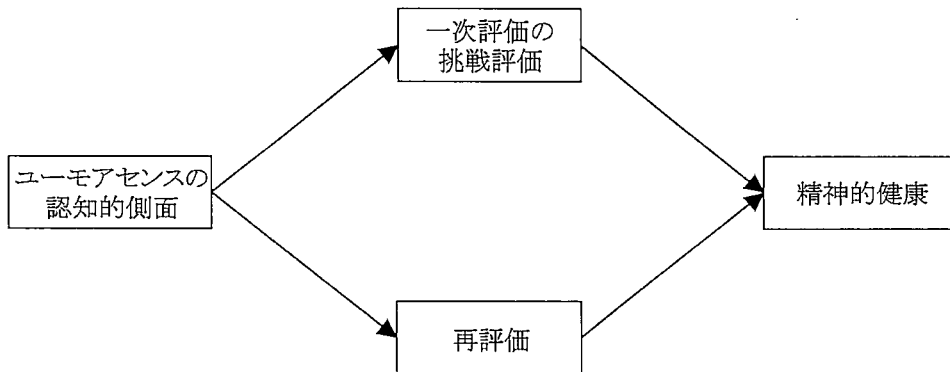 一次評価の
挑戦評価
ユーモアセンスの
認知的側面
精神的健康
再評価